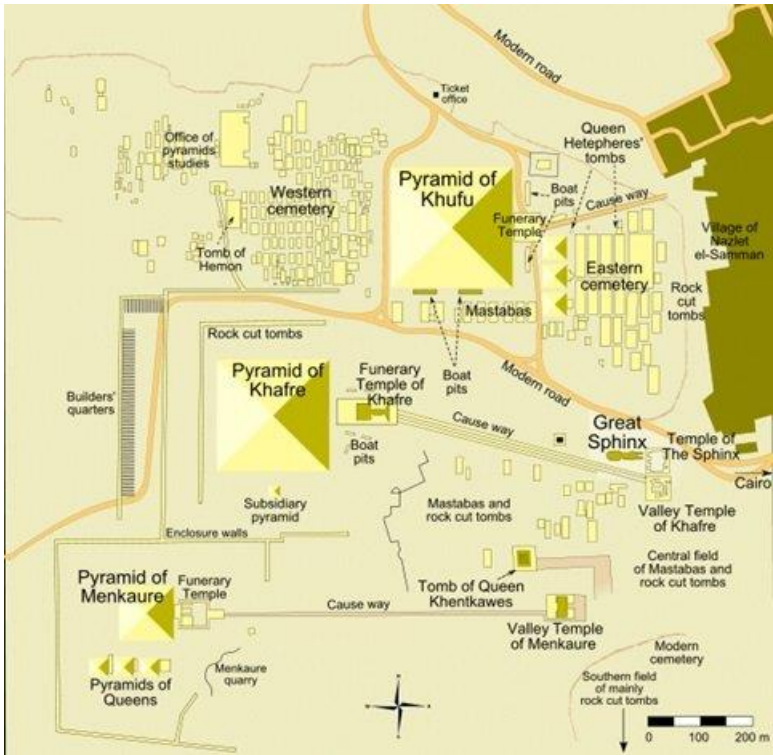 Modern road
Ticket
office
Queen
Hetepheres'
tombs
Office of
pyramids
studies
Western
cemetery
Pyramid of
Khufu
Boat
pits
Cause way
Funerary
Temple
Village of
Nazlet
el-Samman
Tomb of
Hemon
Eastern
cemetery
Rock
cut
tombs
Mastabas
Rock cut tombs
Boat
pits
Modern road
Pyramid of
Khafre
Funerary
Temple of
Khafre
Builders'
quarters
Cause way
Great
Sphinx
Temple of
The Sphinx
Boat
pits
Cairo
Subsidiary
pyramid
Mastabas and
rock cut tombs
Valley Temple
of Khafre
Enclosure walls
Central field
of Mastabas and
rock cut tombs
Pyramid of
Menkaure
Funerary
Temple
Tomb of Queen
Khentkawes
Cause way
Valley Temple
of Menkaure
Modern
cemetery
Menkaure
quarry
Pyramids of
Queens
Southern field
of mainly
rock cut tombs
0 100 200 m